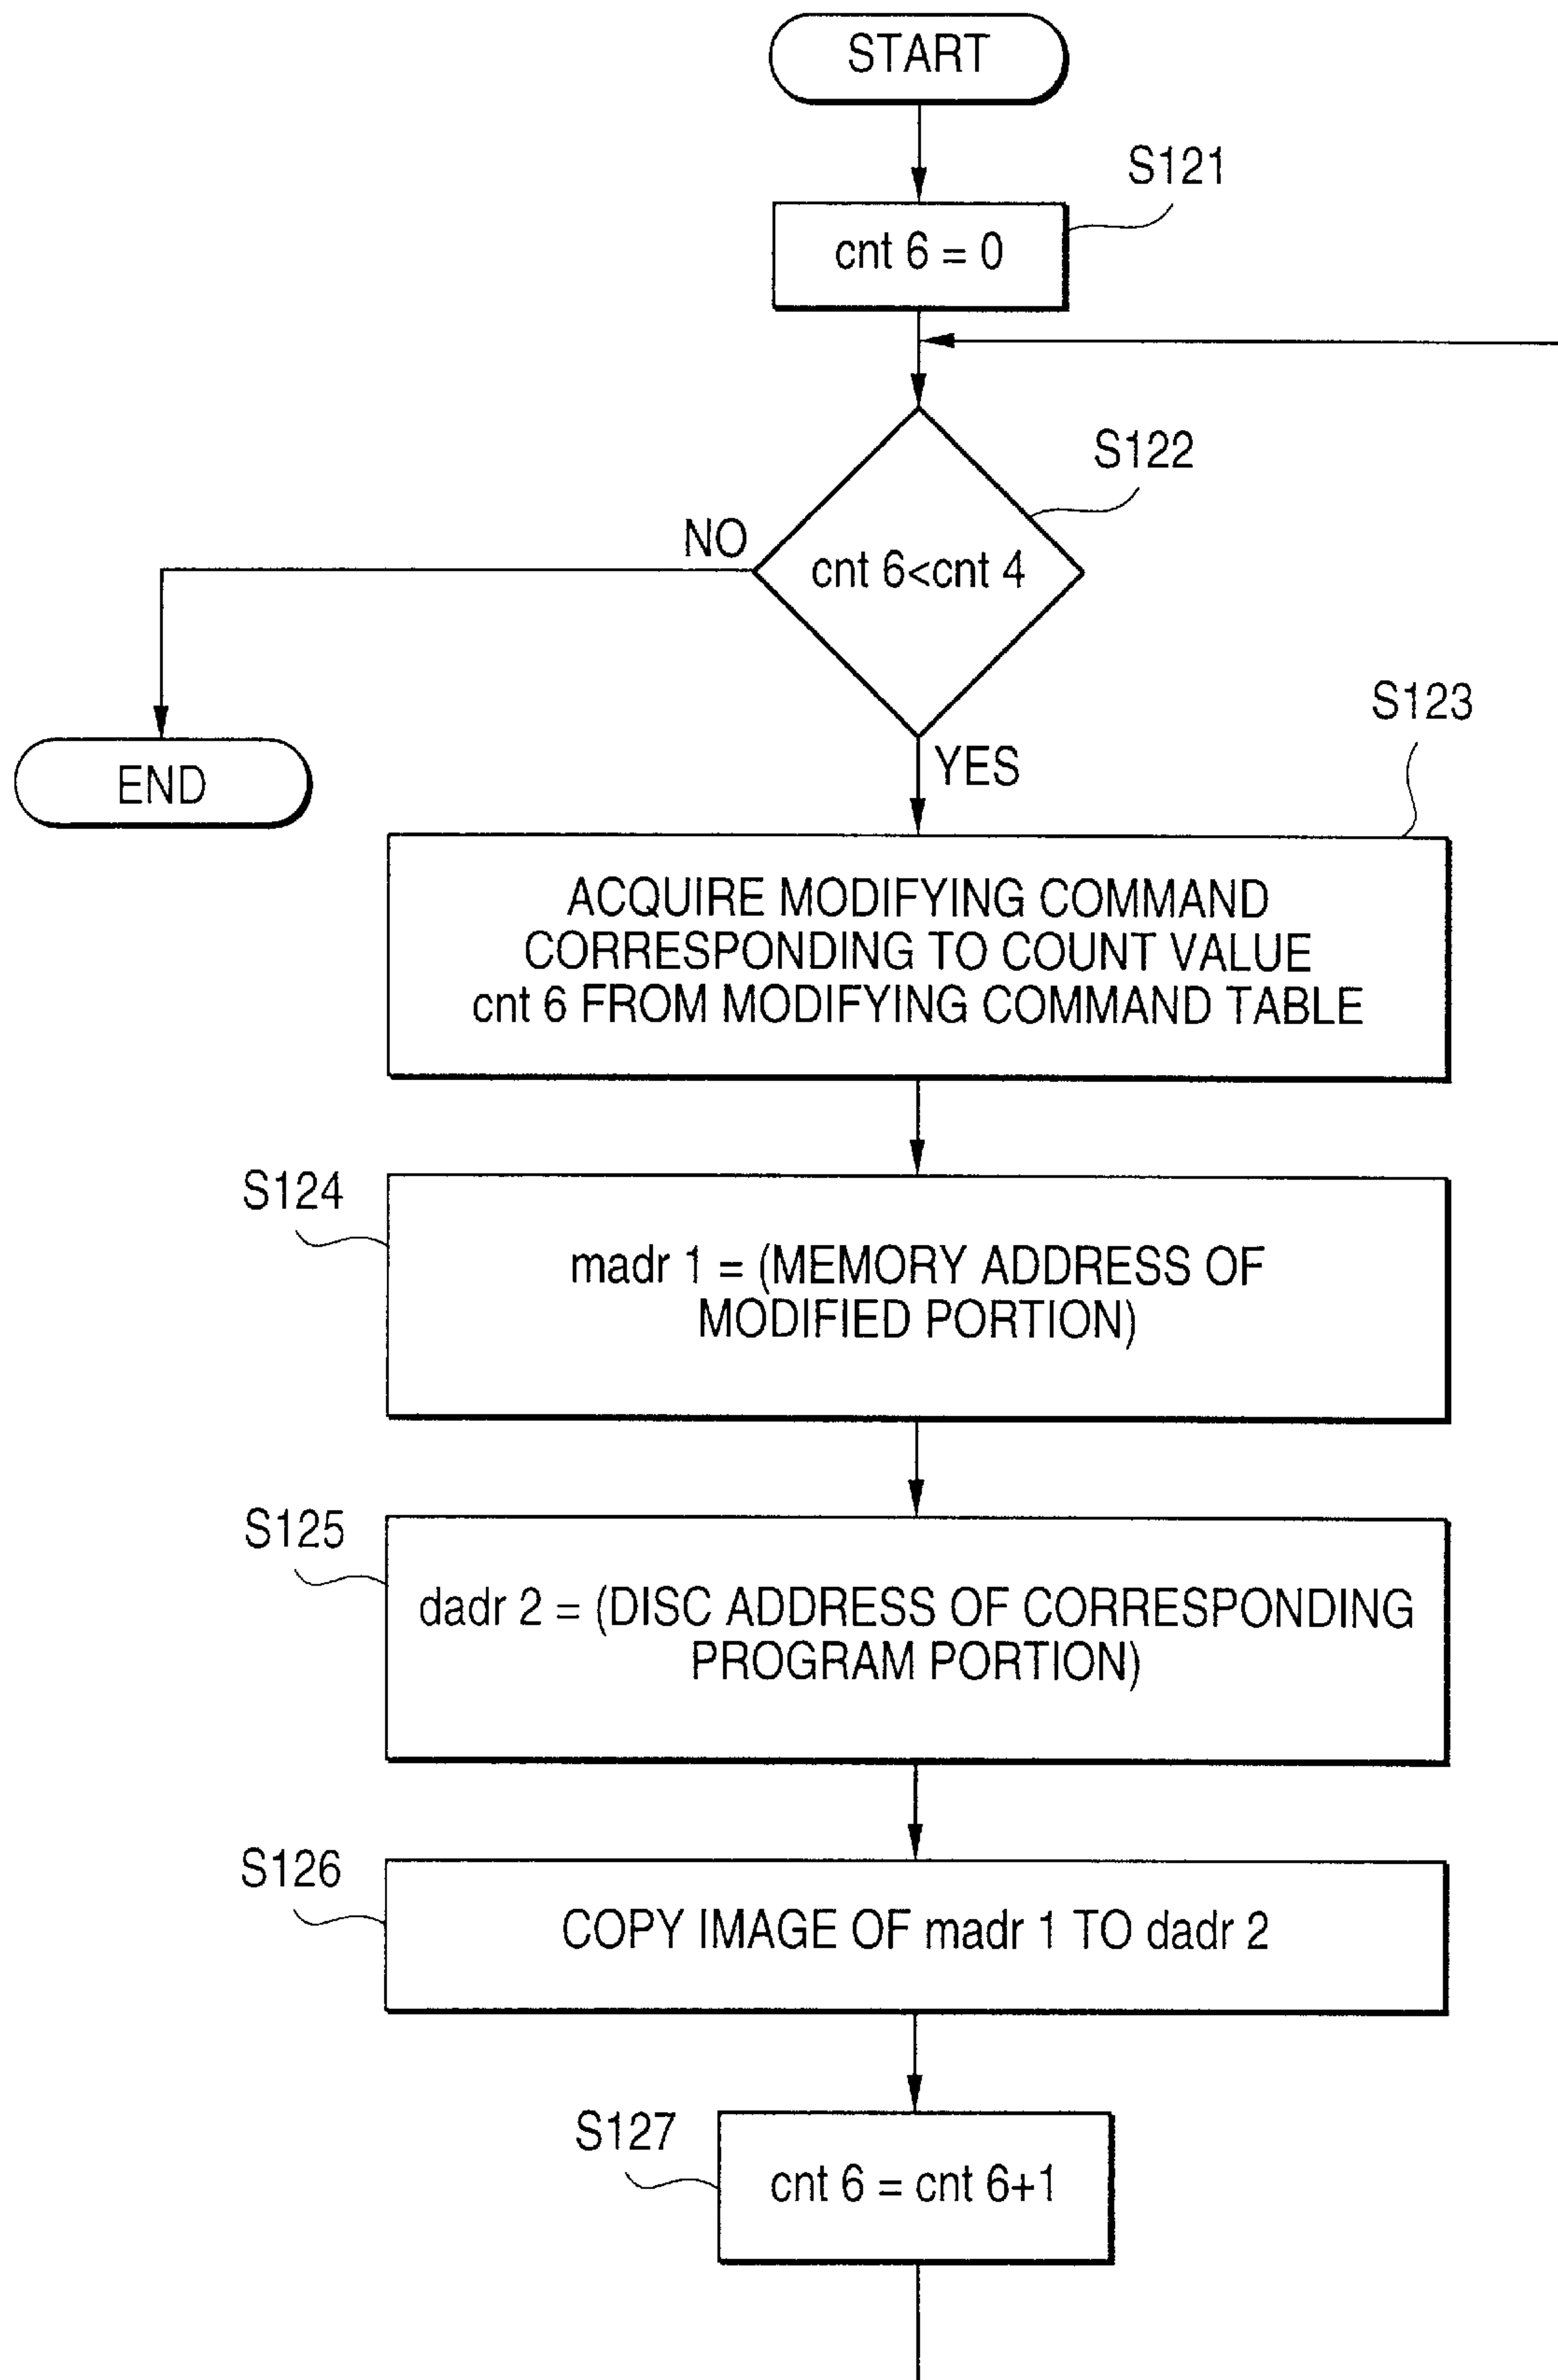 START
S121
cnt 6 = 0
S122
NO
cnt 6<cnt 4
S123
YES
END
ACQUIRE MODIFYING COMMAND
CORRESPONDING TO COUNT VALUE
cnt 6 FROM MODIFYING COMMAND TABLE
S124
madr 1 = (MEMORY ADDRESS OF
MODIFIED PORTION)
S125
dadr 2 = (DISC ADDRESS OF CORRESPONDING
PROGRAM PORTION)
S126
COPY IMAGE OF madr 1 TO dadr 2
S127
cnt 6 = cnt 6+1